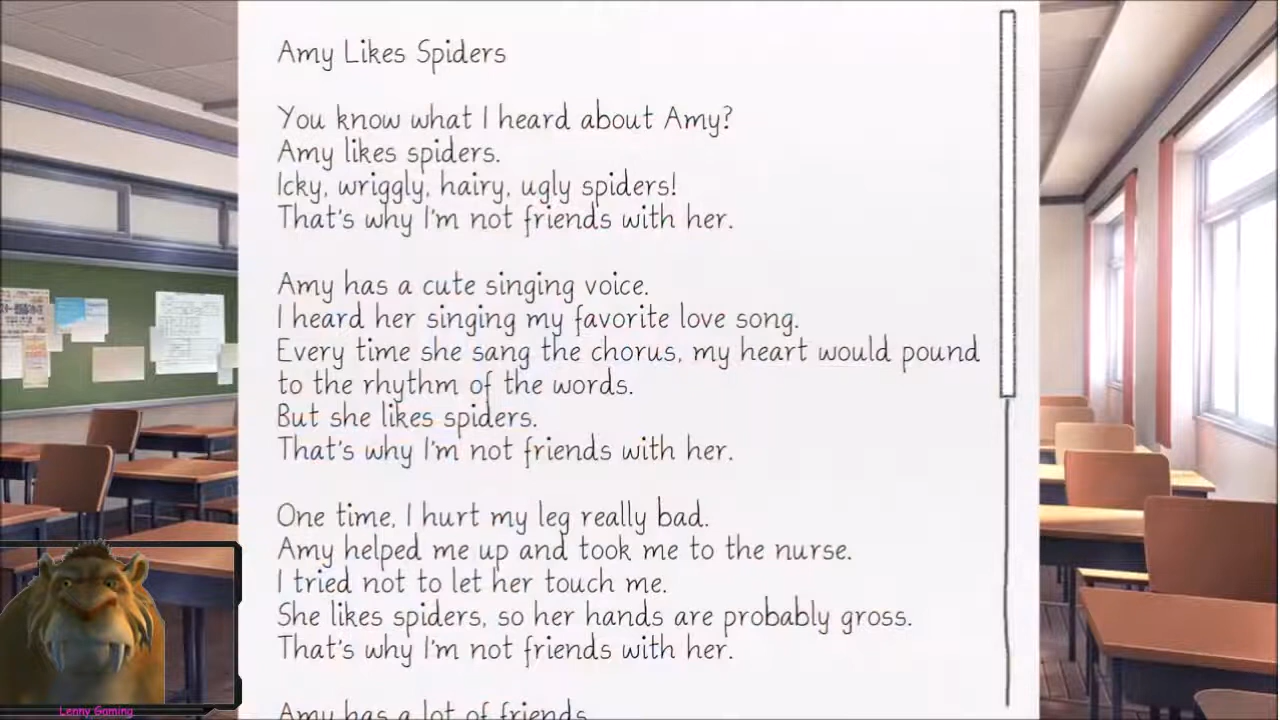 Amy Likes Spiders
You know what I heard about Amy?
Amy likes spiders.
Icky, wriggly, hairy, ugly spiders!
That's why I'm not friends with her.
Amy has a cute singing voice.
I heard her singing my favorite love song.
Every time she sang the chorus, my heart would pound
to the rhythm of the words.
But she likes spiders.
That's why I'm not friends with her.
One time, I hurt my leg really bad.
Amy helped me up and took me to the nurse.
I tried not to let her touch me.
She likes spiders, so her hands are probably gross.
That's why I'm not friends with her.
Amy has a lot of friends.
Lenny Gaming